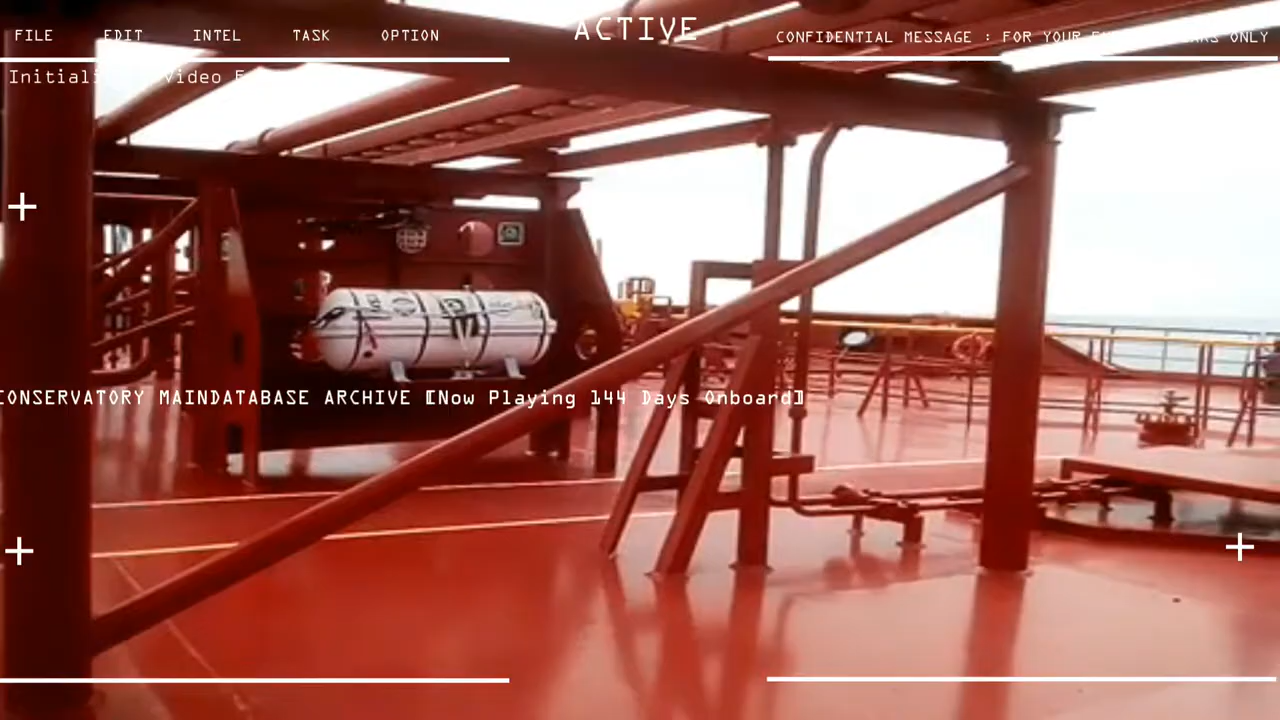 FILE EDIT INTEL TASK OPTION
ACTIVE
CONFIDENTIAL MESSAGE : FOR YOUR ONLY
Video
CONSERVATORY MAINDATABASE ARCHIVE [Now Playing 144 Days Onboard]